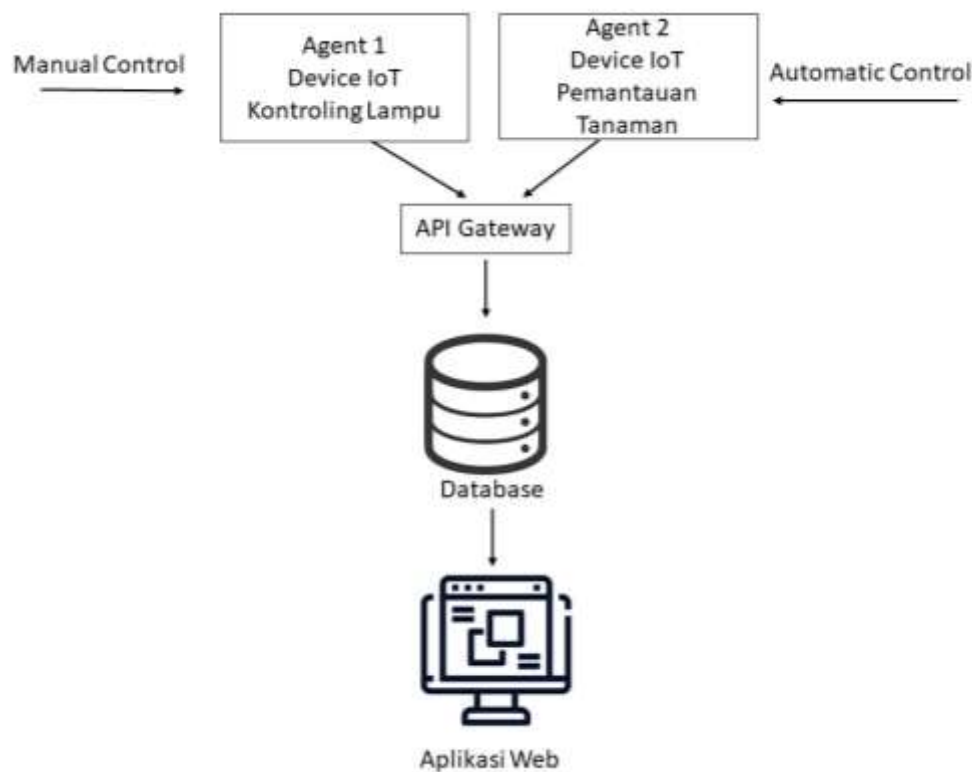 Manual Control
Agent 1
Device IoT
Kontroling Lampu
Agent 2
Device IoT
Pemantauan
Tanaman
Automatic Control
API Gateway
Database
Aplikasi Web